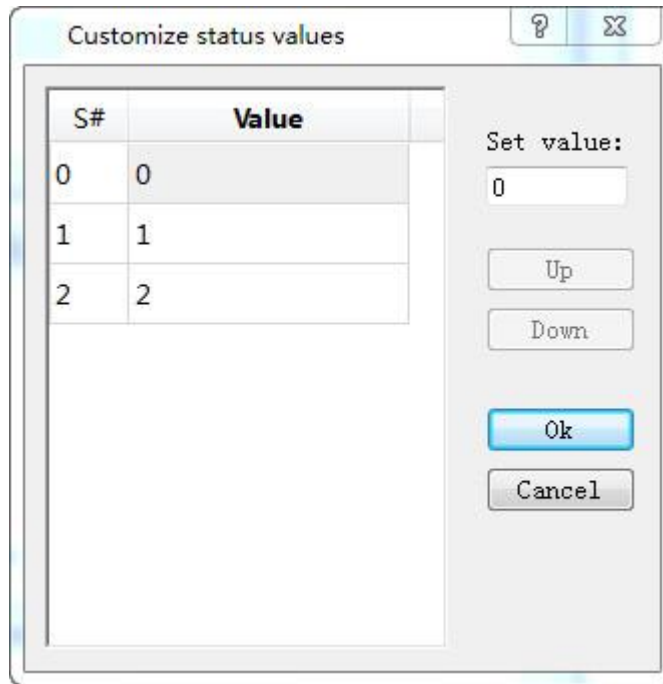 Customize status values
S# Value
0 0
1 1
2 2
Set value:
0
Up
Down
Ok
Cancel